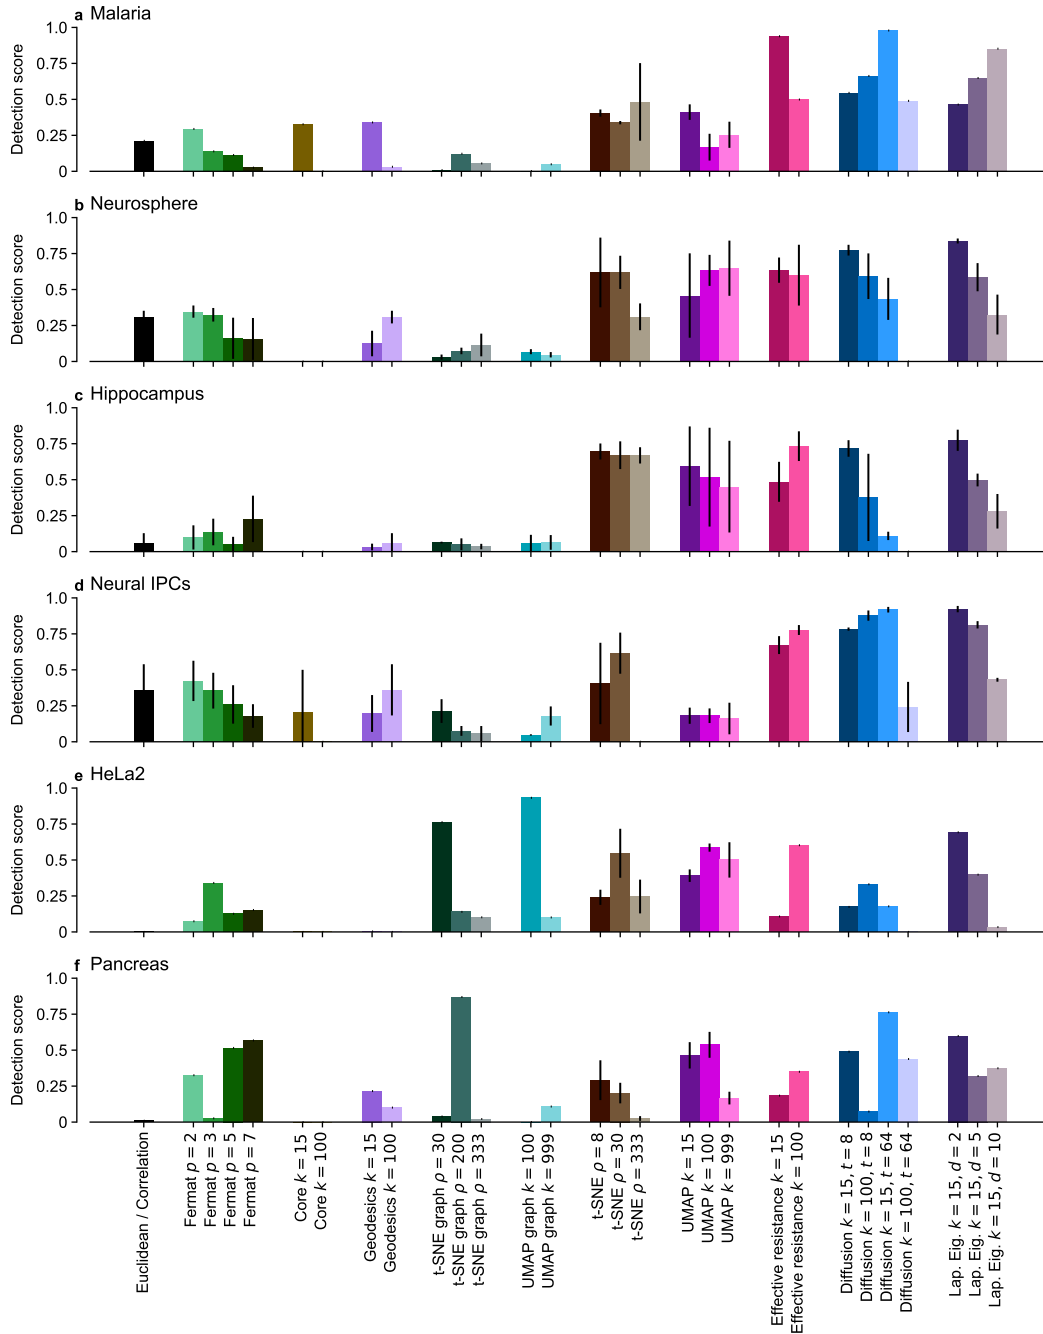 a Malaria
Detection score
1.0
0.75
0.5
0.25
0
b Neurosphere
Detection score
1.0
0.75
0.5
0.25
0
c Hippocampus
Detection score
1.0
0.75
0.5
0.25
0
d Neural IPCs
Detection score
1.0
0.75
0.5
0.25
0
e HeLa2
Detection score
1.0
0.75
0.5
0.25
0
f Pancreas
Detection score
1.0
0.75
0.5
0.25
0
Euclidean / Correlation
Fermat p = 2
Fermat p = 3
Fermat p = 5
Fermat p = 7
Core k = 15
Core k = 100
Geodesics k = 15
Geodesics k = 100
t-SNE graph ρ = 30
t-SNE graph ρ = 200
t-SNE graph ρ = 333
UMAP graph k = 100
UMAP graph k = 999
t-SNE ρ = 8
t-SNE ρ = 30
t-SNE ρ = 333
UMAP k = 15
UMAP k = 100
UMAP k = 999
Effective resistance k = 15
Effective resistance k = 100
Diffusion k = 15, t = 8
Diffusion k = 100, t = 8
Diffusion k = 15, t = 64
Diffusion k = 100, t = 64
Lap. Eig. k = 15, d = 2
Lap. Eig. k = 15, d = 5
Lap. Eig. k = 15, d = 10